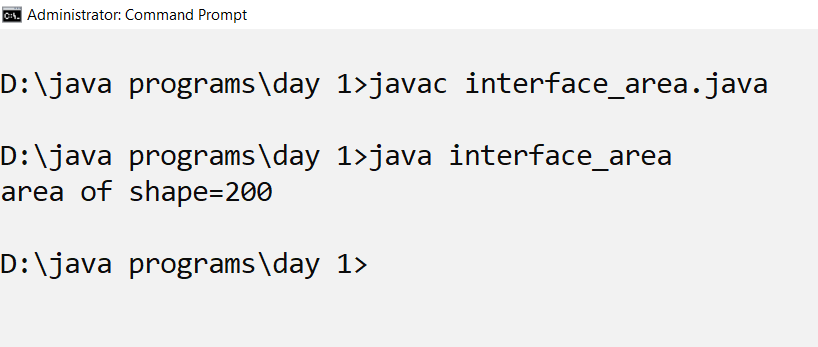 Administrator: Command Prompt
D:\java programs\day 1>javac interface_area.java
D:\java programs\day 1>java interface_area
area of shape=200
D:\java programs\day 1>